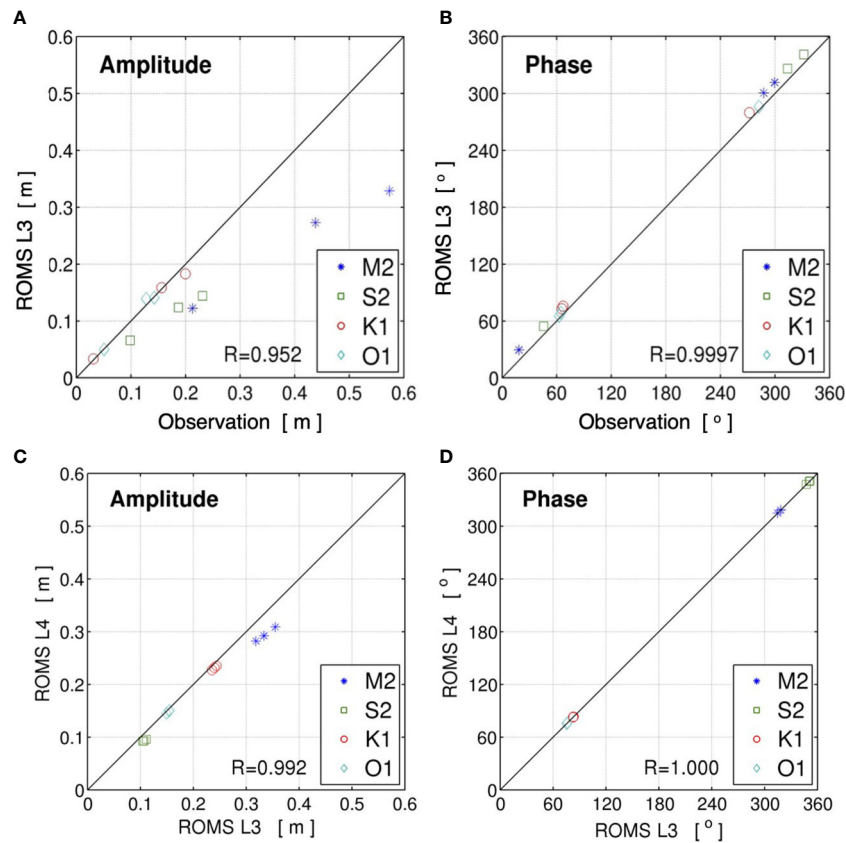 A
Amplitude
0.6
0.5
0.4
0.3
0.2
0.1
0
ROMS L3 [ m ]
M2
S2
K1
O1
R=0.952
0.1 0.2 0.3 0.4 0.5 0.6
Observation [ m ]
B
Phase
360
300
240
180
120
60
0
ROMS L3 [ o ]
M2
S2
K1
O1
R=0.9997
0 60 120 180 240 300 360
Observation [ o ]
C
Amplitude
0.6
0.5
0.4
0.3
0.2
0.1
0
ROMS L4 [ m ]
M2
S2
K1
O1
R=0.992
0 0.1 0.2 0.3 0.4 0.5 0.6
ROMS L3 [ m ]
D
Phase
360
300
240
180
120
60
0
ROMS L4 [ o ]
M2
S2
K1
O1
R=1.000
0 60 120 180 240 300 360
ROMS L3 [ o ]